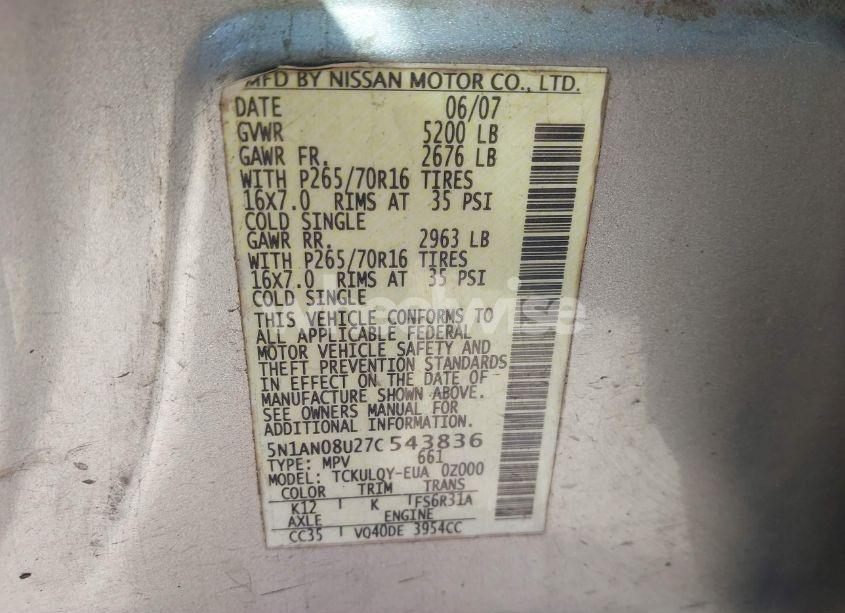 MFD BY NISSAN MOTOR CO., LTD.
DATE 06/07
GVWR 5200 LB
GAWR FR. 2676 LB
WITH P265/70R16 TIRES
16X7.0 RIMS AT 35 PSI
COLD SINGLE
GAWR RR. 2963 LB
WITH P265/70R16 TIRES
16X7.0 RIMS AT 35 PSI
COLD SINGLE
THIS VEHICLE CONFORMS TO
ALL APPLICABLE FEDERAL
MOTOR VEHICLE SAFETY AND
THEFT PREVENTION STANDARDS
IN EFFECT ON THE DATE OF
MANUFACTURE SHOWN ABOVE.
SEE OWNERS MANUAL FOR
ADDITIONAL INFORMATION.
5N1AN08U27C543836
TYPE: MPV 661
MODEL: TCKULQY-EUA 0Z000
COLOR TRIM TRANS
K12 K FS6R31A
AXLE ENGINE
CC35 VQ40DE 3954CC